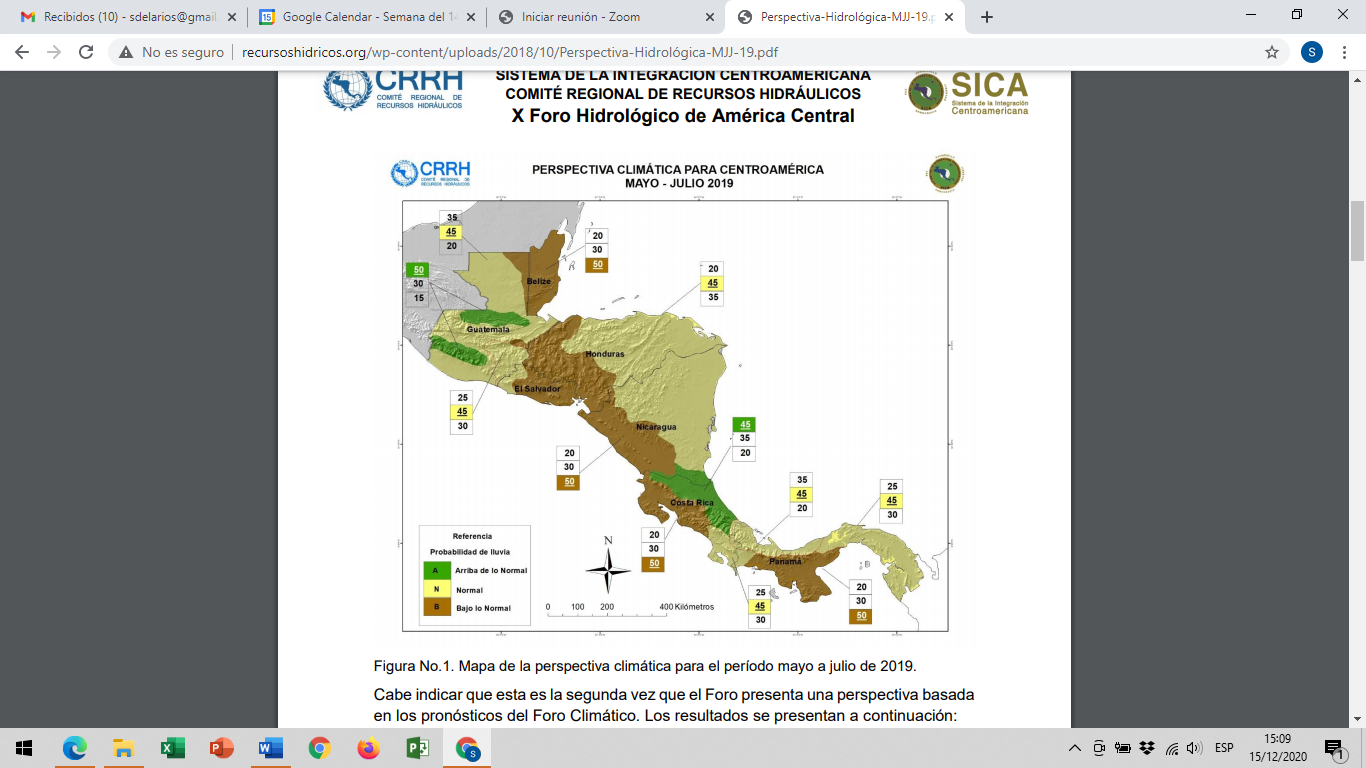 Recibidos (10) - sdelarios@gmail
Google Calendar - Semana del 14
Iniciar reunión - Zoom
Perspectiva-Hidrológica-MJJ-19.p
No es seguro
recursoshidricos.org/wp-content/uploads/2018/10/Perspectiva-Hidrológica-MJJ-19.pdf
S
CRRH
COMITÉ REGIONAL DE
RECURSOS HIDRÁULICOS
SISTEMA DE LA INTEGRACIÓN CENTROAMERICANA
COMITÉ REGIONAL DE RECURSOS HIDRÁULICOS
X Foro Hidrológico de América Central
SICA
Sistema de la Integración
Centroamericana
CRRH
COMITÉ REGIONAL DE
RECURSOS HIDRÁULICOS
PERSPECTIVA CLIMÁTICA PARA CENTROAMÉRICA
MAYO - JULIO 2019
35
45
20
20
30
50
50
30
15
20
45
35
Belize
Guatemala
Honduras
El Salvador
25
45
30
Nicaragua
45
35
20
20
30
50
Costa Rica
35
45
20
25
45
30
20
30
50
Panamá
25
45
30
20
30
50
Referencia
Probabilidad de lluvia
A Arriba de lo Normal
N Normal
B Bajo lo Normal
N
0 100 200 400 Kilómetros
Figura No.1. Mapa de la perspectiva climática para el período mayo a julio de 2019.
Cabe indicar que esta es la segunda vez que el Foro presenta una perspectiva basada
en los pronósticos del Foro Climático. Los resultados se presentan a continuación:
ESP
15:09
15/12/2020
1